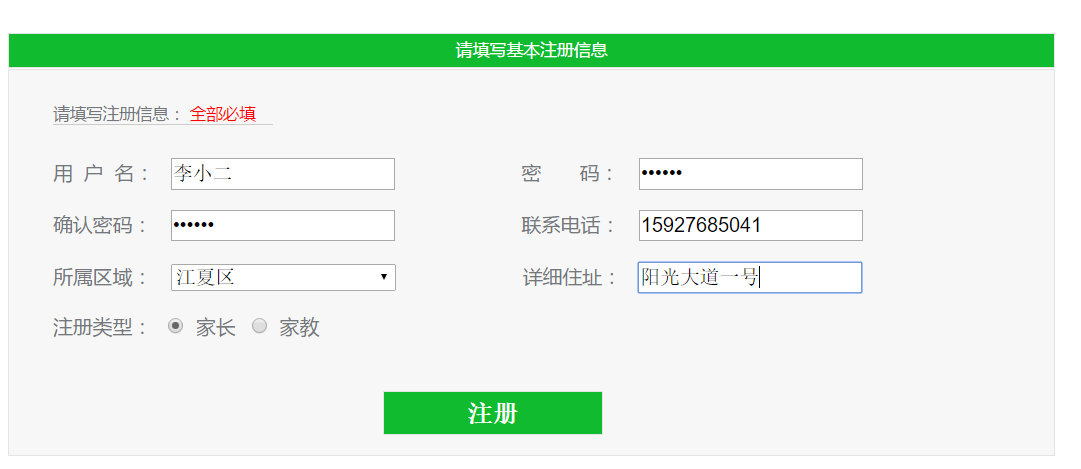 请填写基本注册信息
请填写注册信息： 全部必填
用 户 名： 李小二 密 码： ••••••
确认密码： •••••• 联系电话： 15927685041
所属区域： 江夏区 详细住址： 阳光大道一号
注册类型： 家长 家教
注册